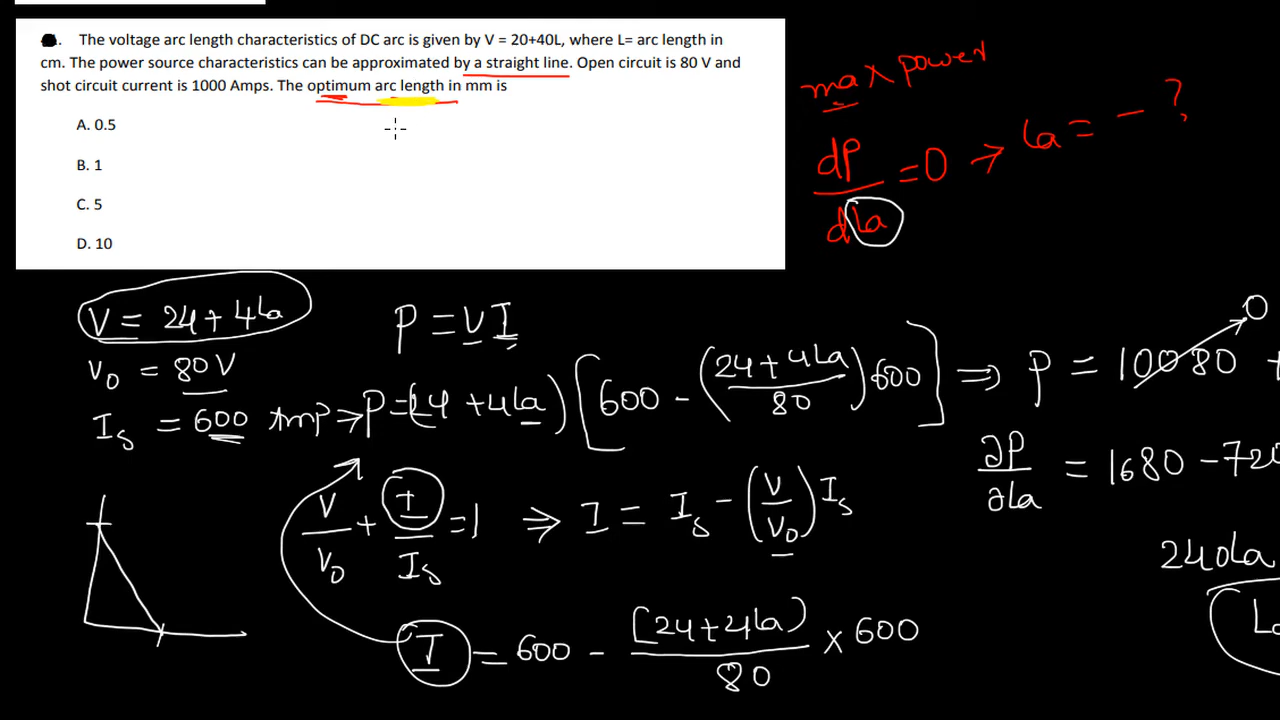 . The voltage arc length characteristics of DC arc is given by V = 20+40L, where L= arc length in
cm. The power source characteristics can be approximated by a straight line. Open circuit is 80 V and
shot circuit current is 1000 Amps. The optimum arc length in mm is
A. 0.5
B. 1
C. 5
D. 10
max power
dP/dla = 0 → la = – ?
V = 24 + 4la
V0 = 80V
Is = 600 Amp
P = VI
⇒ P = (24 + 4la) [600 - ((24 + 4la)/80) 600] ⇒ P = 10080 +
0
∂P/∂la = 1680 - 720
V/V0 + I/Is = 1 ⇒ I = Is - (V/V0) Is
240la
I = 600 - [24 + 4la)/80 × 600